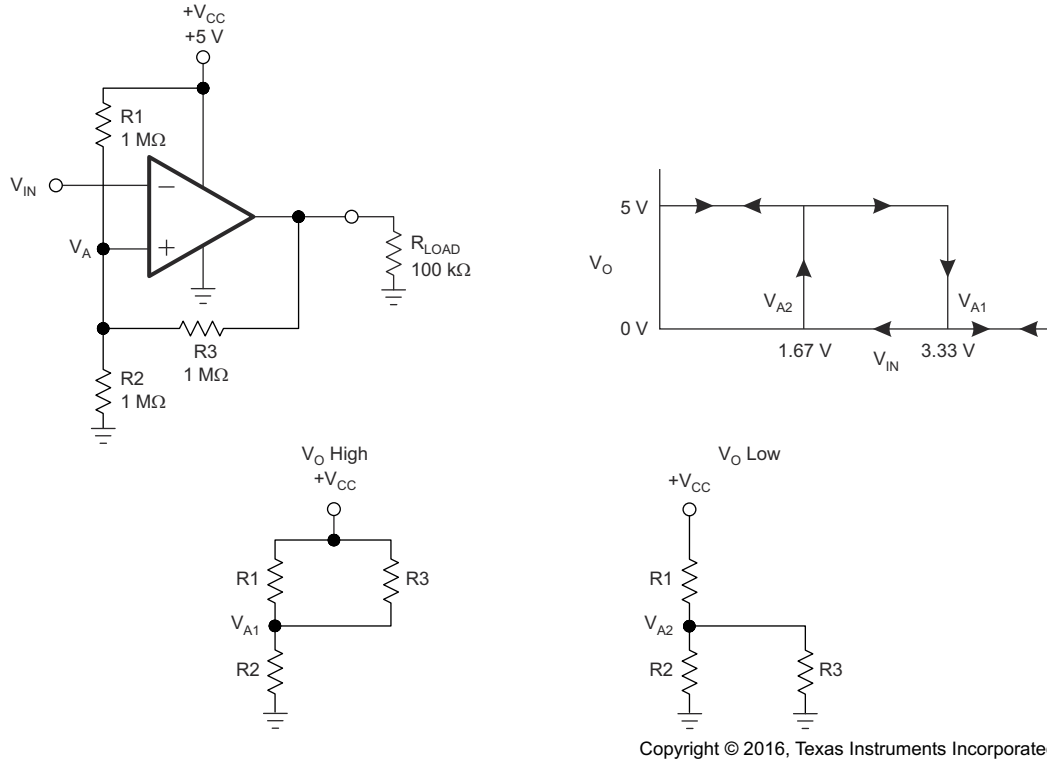 +VCC
+5 V
R1
1 MΩ
VIN
−
VA
+
RLOAD
100 kΩ
R3
1 MΩ
R2
1 MΩ
5 V
VO
VA2
VA1
0 V
1.67 V
VIN
3.33 V
VO High
+VCC
R1
R3
VA1
R2
VO Low
+VCC
R1
VA2
R2
R3
Copyright © 2016, Texas Instruments Incorporate